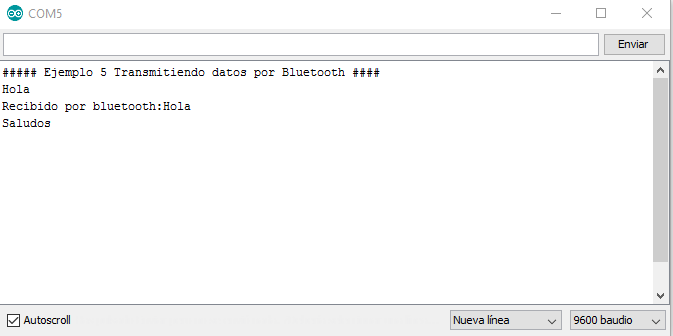 COM5
Enviar
##### Ejemplo 5 Transmitiendo datos por Bluetooth ####
Hola
Recibido por bluetooth:Hola
Saludos
Autoscroll
Nueva línea
9600 baudio